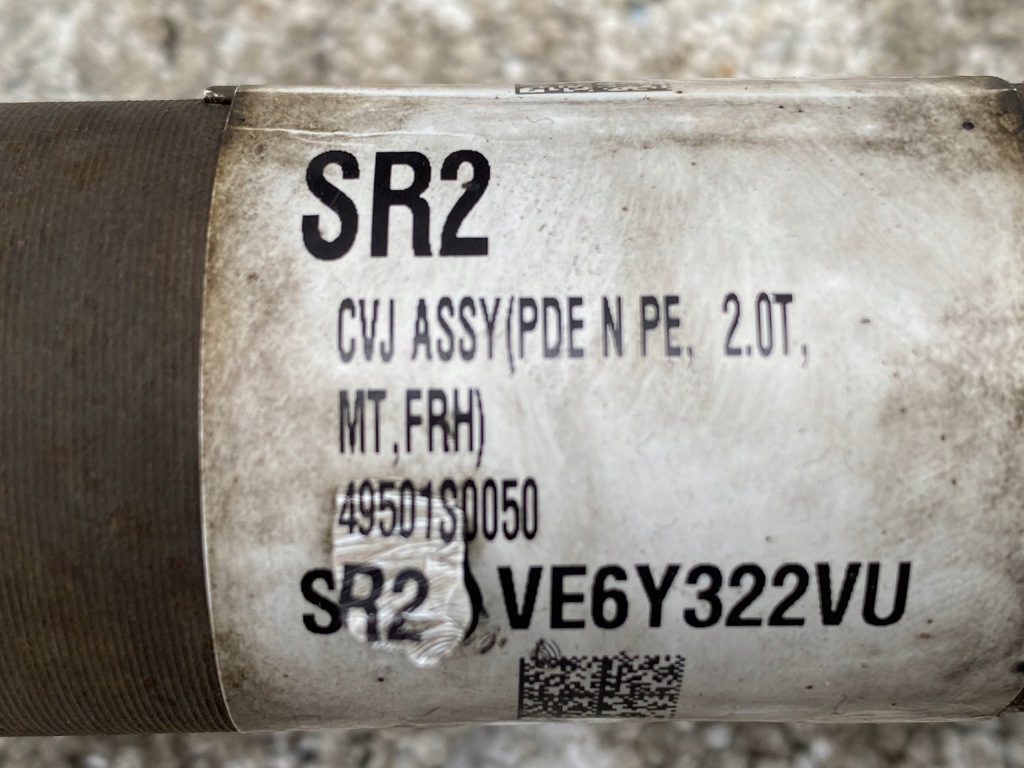 SR2
CVJ ASSY(PDE N PE, 2.0T,
MT,FRH)
49501S0050
SR2 VE6Y322VU